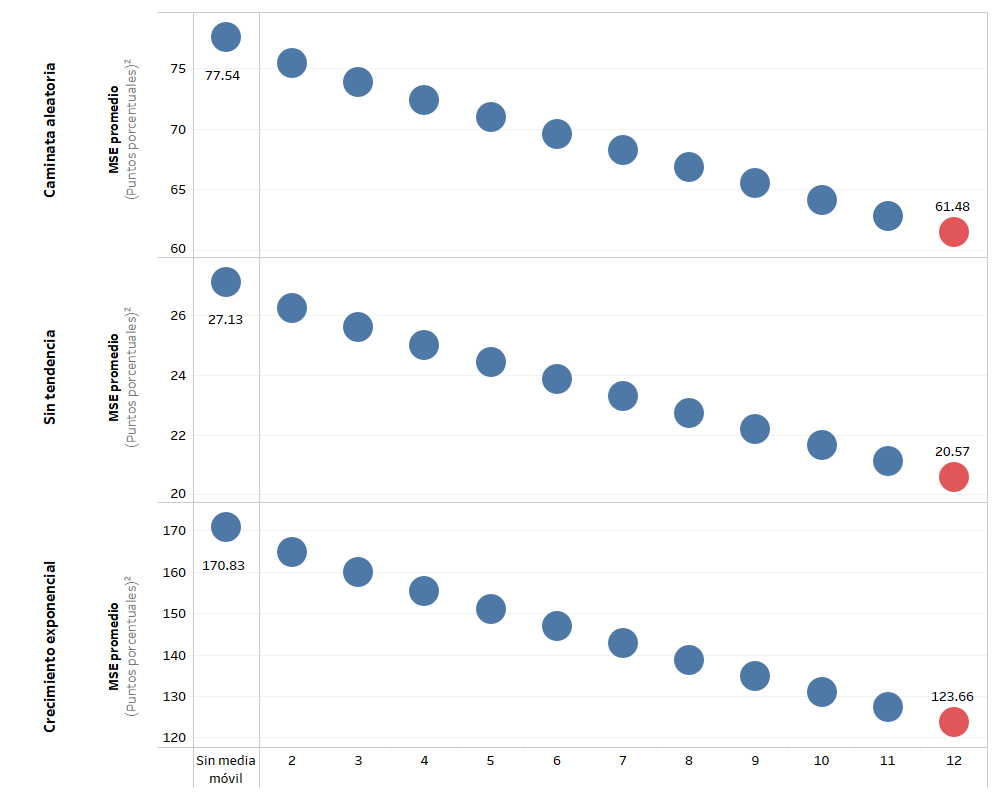 Caminata aleatoria
MSE promedio
(Puntos porcentuales)²
75
70
65
60
77.54
61.48
Sin tendencia
MSE promedio
(Puntos porcentuales)²
26
24
22
20
27.13
20.57
Crecimiento exponencial
MSE promedio
(Puntos porcentuales)²
170
160
150
140
130
120
170.83
123.66
Sin media
móvil
2 3 4 5 6 7 8 9 10 11 12